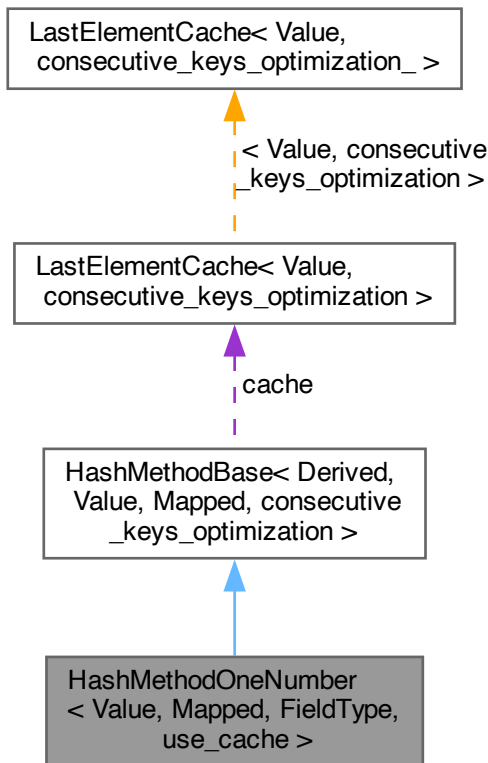 LastElementCache< Value,
consecutive_keys_optimization_ >
< Value, consecutive
_keys_optimization >
LastElementCache< Value,
consecutive_keys_optimization >
cache
HashMethodBase< Derived,
Value, Mapped, consecutive
_keys_optimization >
HashMethodOneNumber
< Value, Mapped, FieldType,
use_cache >